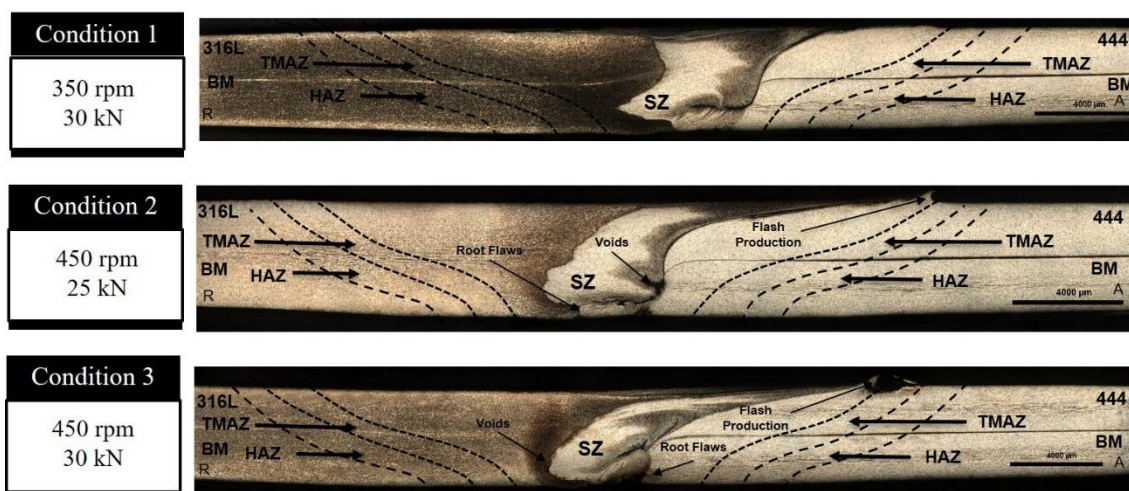 Condition 1
350 rpm
30 kN
316L
444
TMAZ
TMAZ
BM
BM
HAZ
SZ
HAZ
R
A
4000 µm
Condition 2
450 rpm
25 kN
316L
444
Flash
Production
TMAZ
Voids
TMAZ
Root Flaws
BM
BM
HAZ
SZ
HAZ
R
A
4000 µm
Condition 3
450 rpm
30 kN
316L
444
Flash
Production
TMAZ
Voids
TMAZ
Root Flaws
BM
BM
HAZ
SZ
HAZ
R
A
4000 µm